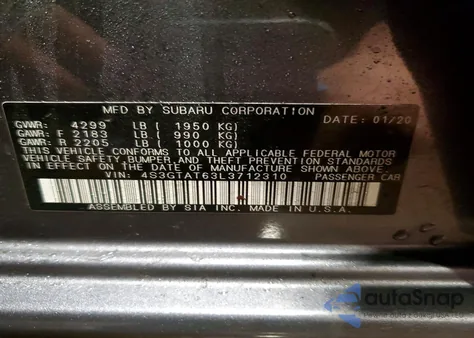 MFD BY SUBARU CORPORATION
GVWR: 4299 LB ( 1950 KG) DATE: 01/20
GAWR: F 2183 LB ( 990 KG)
GAWR: R 2205 LB ( 1000 KG)
THIS VEHICLE CONFORMS TO ALL APPLICABLE FEDERAL MOTOR
VEHICLE SAFETY, BUMPER, AND THEFT PREVENTION STANDARDS
IN EFFECT ON THE DATE OF MANUFACTURE SHOWN ABOVE.
VIN: 4S3GTAT63L3712310 PASSENGER CAR
ASSEMBLED BY SIA INC. MADE IN U.S.A.
autoSnap